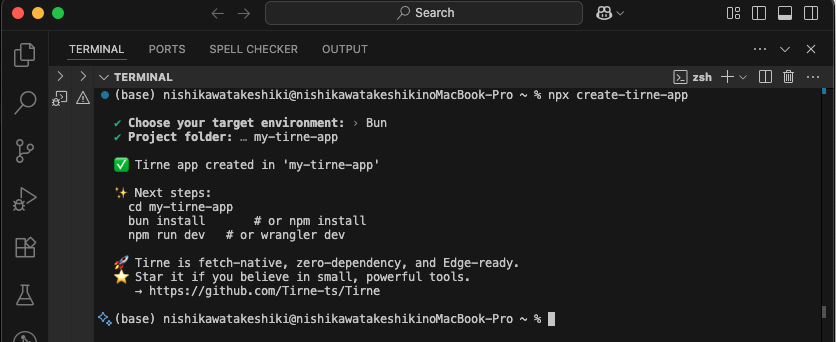 Search
TERMINAL PORTS SPELL CHECKER OUTPUT
TERMINAL zsh
(base) nishikawatakeshiki@nishikawatakeshikinoMacBook-Pro ~ % npx create-tirne-app
✔ Choose your target environment: › Bun
✔ Project folder: … my-tirne-app
✅ Tirne app created in 'my-tirne-app'
✨ Next steps:
cd my-tirne-app
bun install # or npm install
npm run dev # or wrangler dev
🚀 Tirne is fetch-native, zero-dependency, and Edge-ready.
⭐ Star it if you believe in small, powerful tools.
→ https://github.com/Tirne-ts/Tirne
(base) nishikawatakeshiki@nishikawatakeshikinoMacBook-Pro ~ %